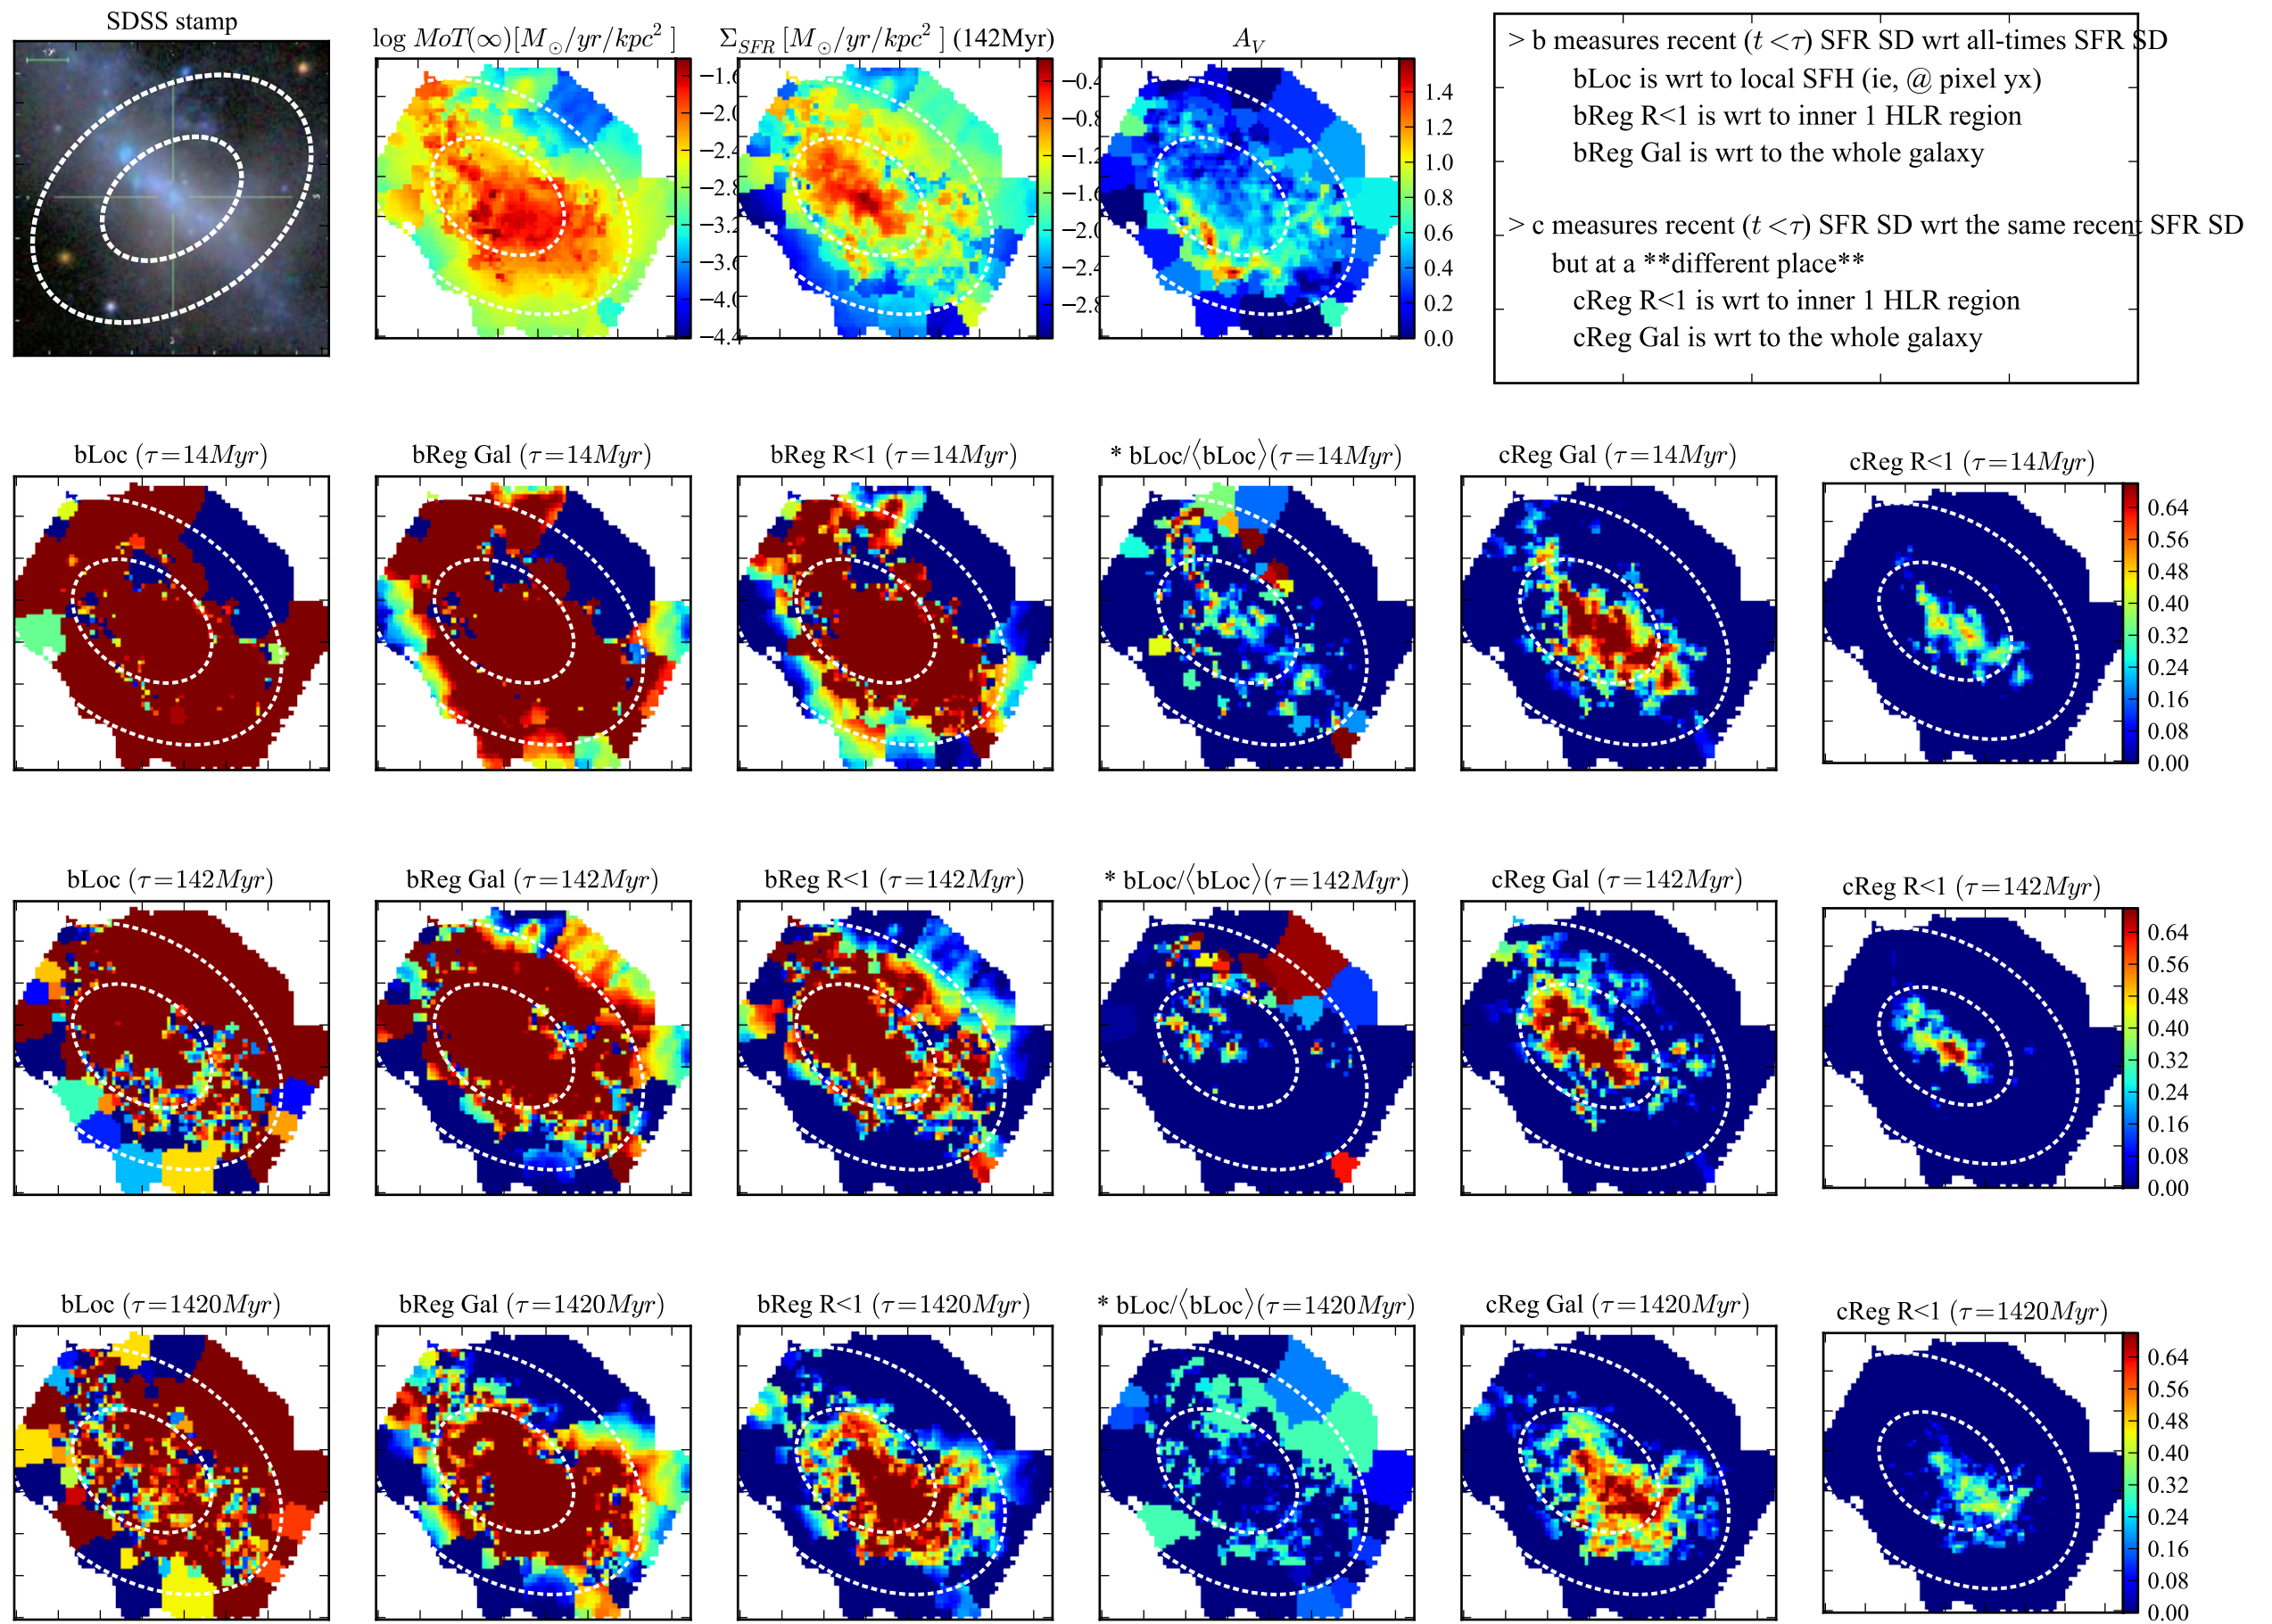 SDSS stamp
log MoT(∞)[M⊙/yr/kpc² ]
Σ_SFR [M⊙/yr/kpc² ] (142Myr)
A_V
−1.6
−2.0
−2.4
−2.8
−3.2
−3.6
−4.0
−4.4
−0.4
−0.8
−1.2
−1.6
−2.0
−2.4
−2.8
1.4
1.2
1.0
0.8
0.6
0.4
0.2
0.0
> b measures recent (t <τ) SFR SD wrt all-times SFR SD
bLoc is wrt to local SFH (ie, @ pixel yx)
bReg R<1 is wrt to inner 1 HLR region
bReg Gal is wrt to the whole galaxy
> c measures recent (t <τ) SFR SD wrt the same recent SFR SD
but at a **different place**
cReg R<1 is wrt to inner 1 HLR region
cReg Gal is wrt to the whole galaxy
bLoc (τ=14Myr)
bReg Gal (τ=14Myr)
bReg R<1 (τ=14Myr)
* bLoc/⟨bLoc⟩(τ=14Myr)
cReg Gal (τ=14Myr)
cReg R<1 (τ=14Myr)
0.64
0.56
0.48
0.40
0.32
0.24
0.16
0.08
0.00
bLoc (τ=142Myr)
bReg Gal (τ=142Myr)
bReg R<1 (τ=142Myr)
* bLoc/⟨bLoc⟩(τ=142Myr)
cReg Gal (τ=142Myr)
cReg R<1 (τ=142Myr)
0.64
0.56
0.48
0.40
0.32
0.24
0.16
0.08
0.00
bLoc (τ=1420Myr)
bReg Gal (τ=1420Myr)
bReg R<1 (τ=1420Myr)
* bLoc/⟨bLoc⟩(τ=1420Myr)
cReg Gal (τ=1420Myr)
cReg R<1 (τ=1420Myr)
0.64
0.56
0.48
0.40
0.32
0.24
0.16
0.08
0.00